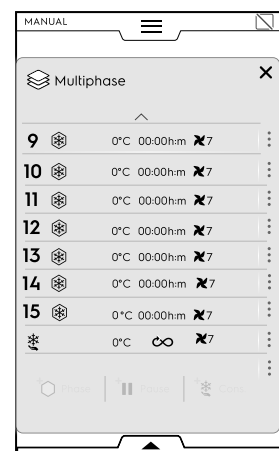 MANUAL
Multiphase
9 0°C 00:00h:m 7
10 0°C 00:00h:m 7
11 0°C 00:00h:m 7
12 0°C 00:00h:m 7
13 0°C 00:00h:m 7
14 0°C 00:00h:m 7
15 0°C 00:00h:m 7
0°C 7
Phase Pause Cons.